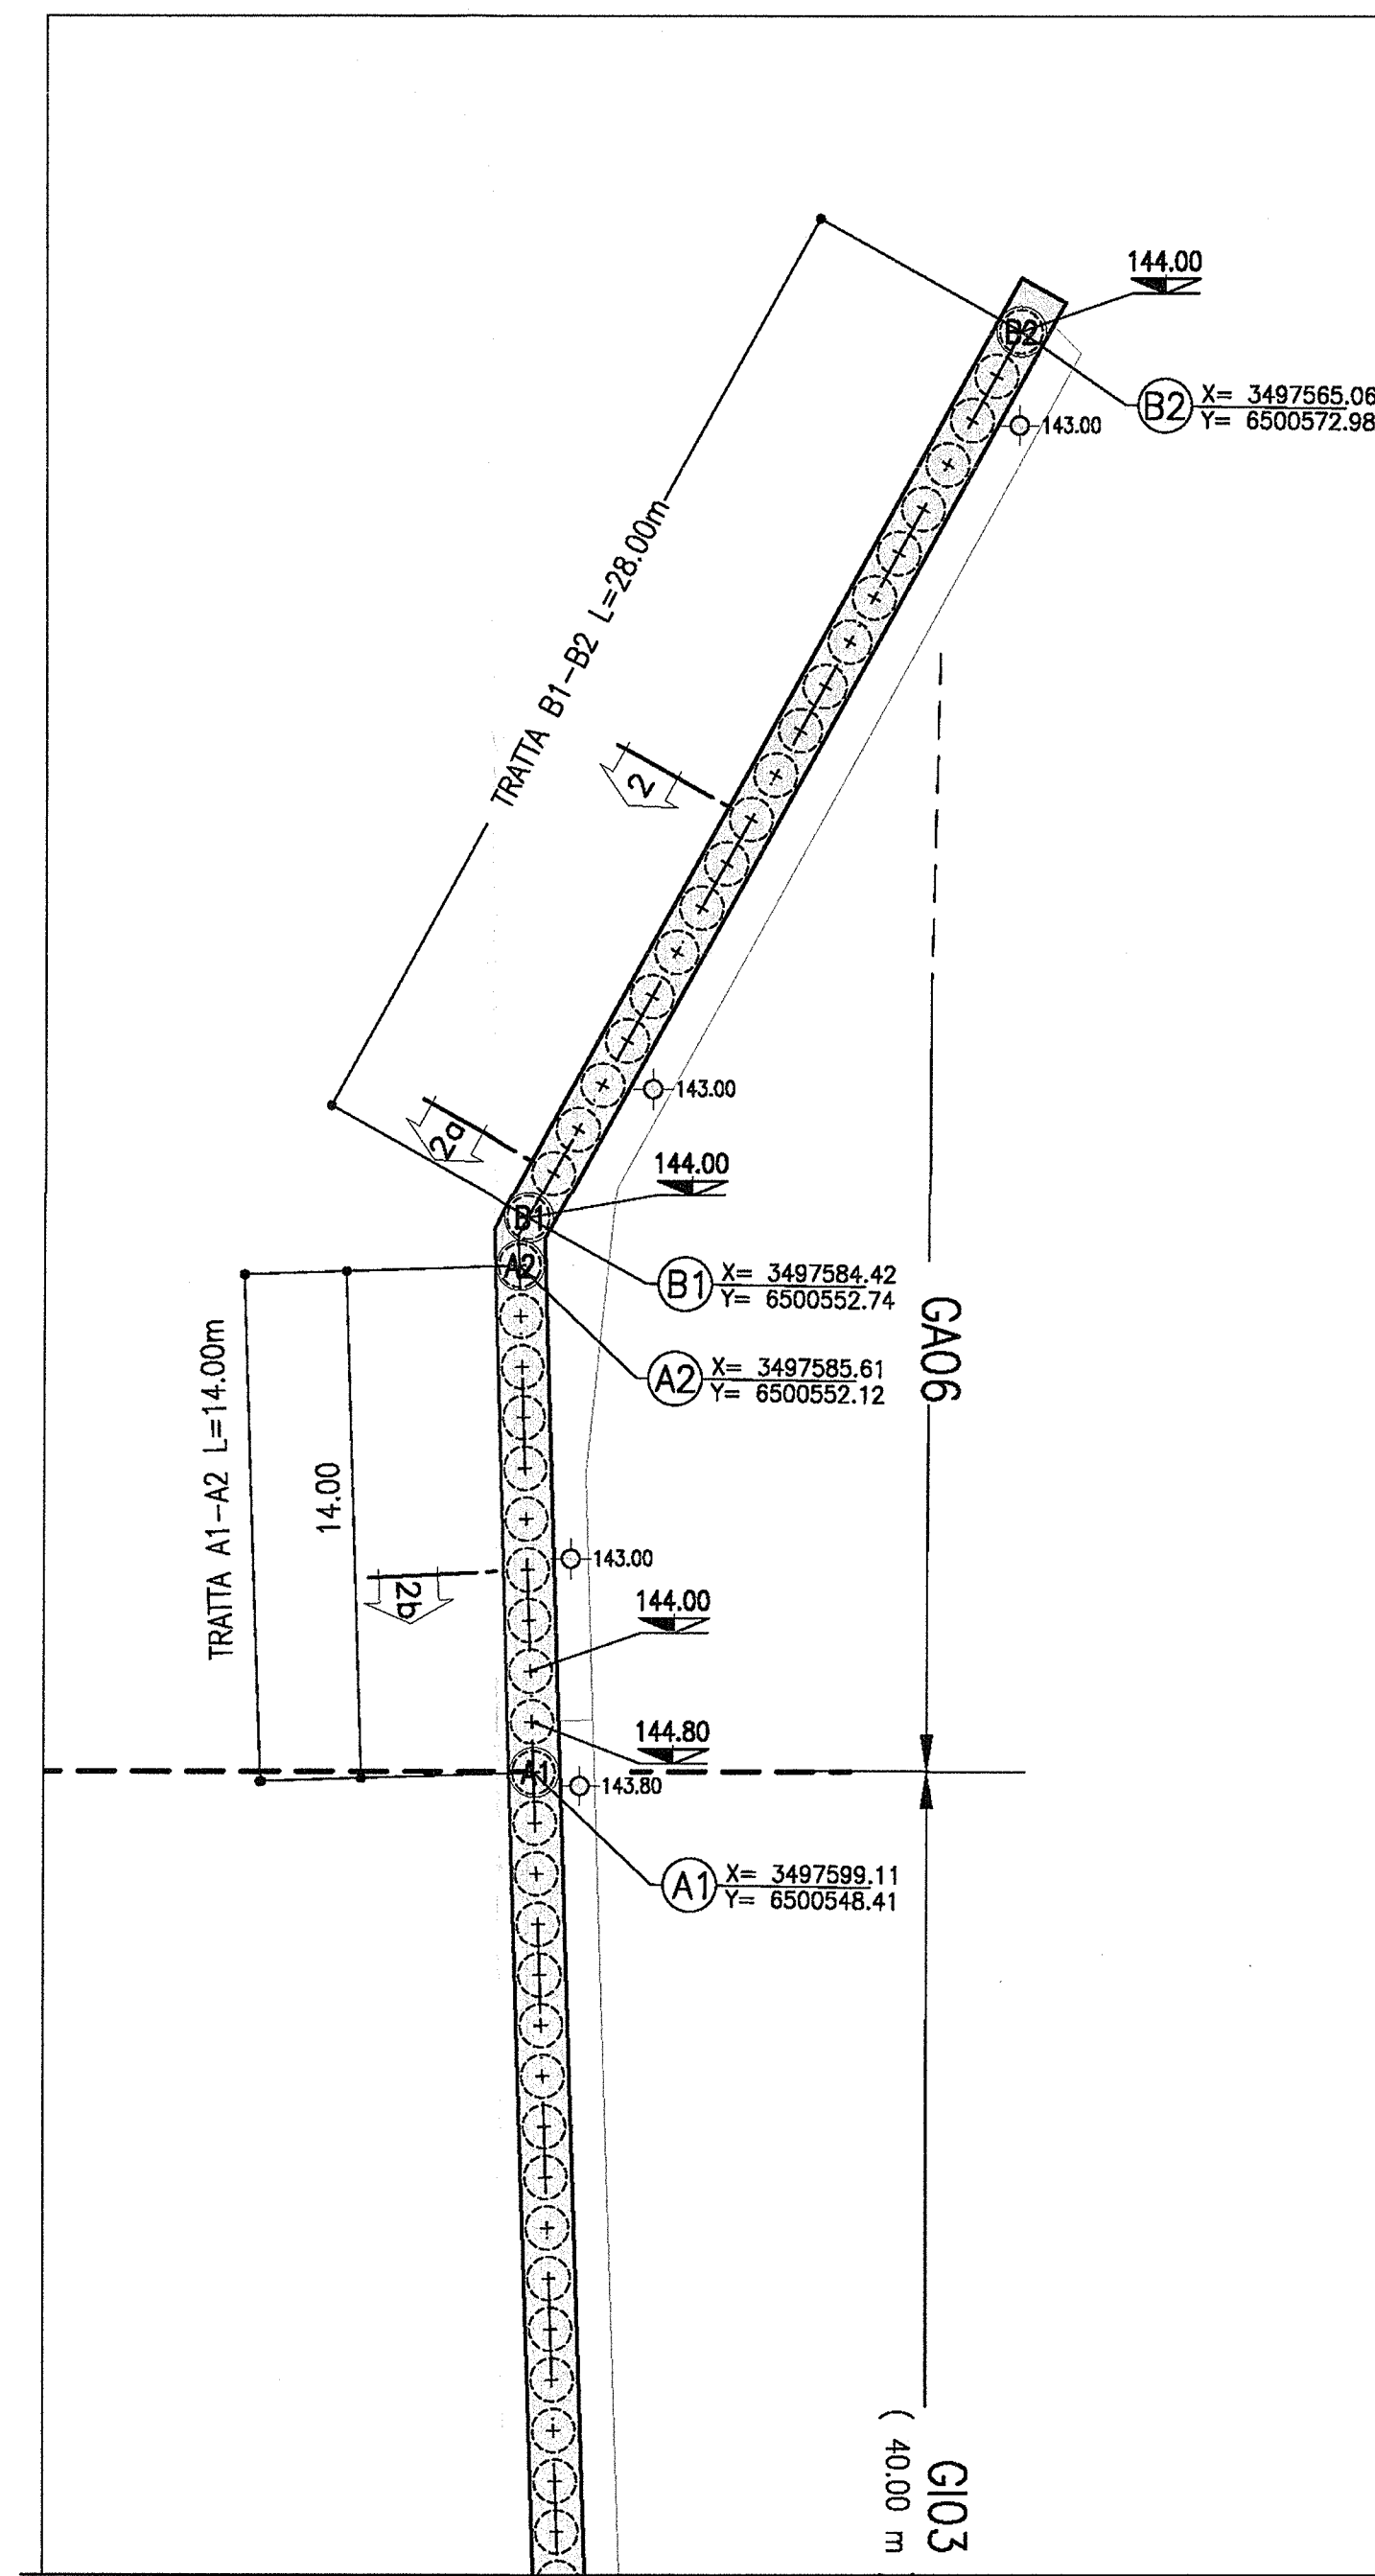 144.00
B2
B2
X= 3497565.06
Y= 6500572.98
143.00
TRATTA B1-B2 L=28.00m
2
143.00
2a
144.00
B1
B1
X= 3497584.42
Y= 6500552.74
A2
A2
X= 3497585.61
Y= 6500552.12
GA06
TRATTA A1-A2 L=14.00m
14.00
143.00
2b
144.00
144.80
A1
143.80
A1
X= 3497599.11
Y= 6500548.41
GI03
( 40.00 m